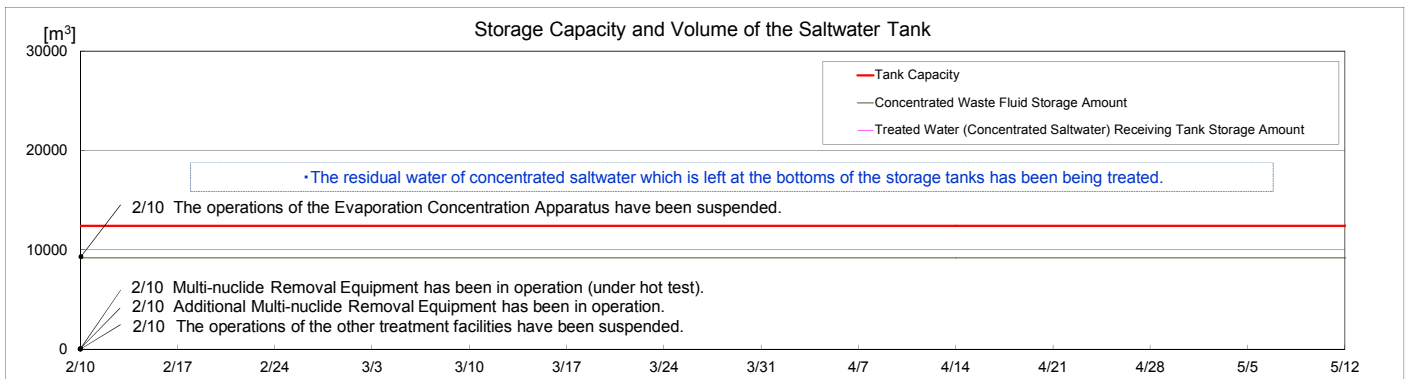 Storage Capacity and Volume of the Saltwater Tank
[m³]
30000
Tank Capacity
Concentrated Waste Fluid Storage Amount
Treated Water (Concentrated Saltwater) Receiving Tank Storage Amount
20000
・The residual water of concentrated saltwater which is left at the bottoms of the storage tanks has been being treated.
2/10 The operations of the Evaporation Concentration Apparatus have been suspended.
10000
2/10 Multi-nuclide Removal Equipment has been in operation (under hot test).
2/10 Additional Multi-nuclide Removal Equipment has been in operation.
2/10 The operations of the other treatment facilities have been suspended.
0
2/10 2/17 2/24 3/3 3/10 3/17 3/24 3/31 4/7 4/14 4/21 4/28 5/5 5/12